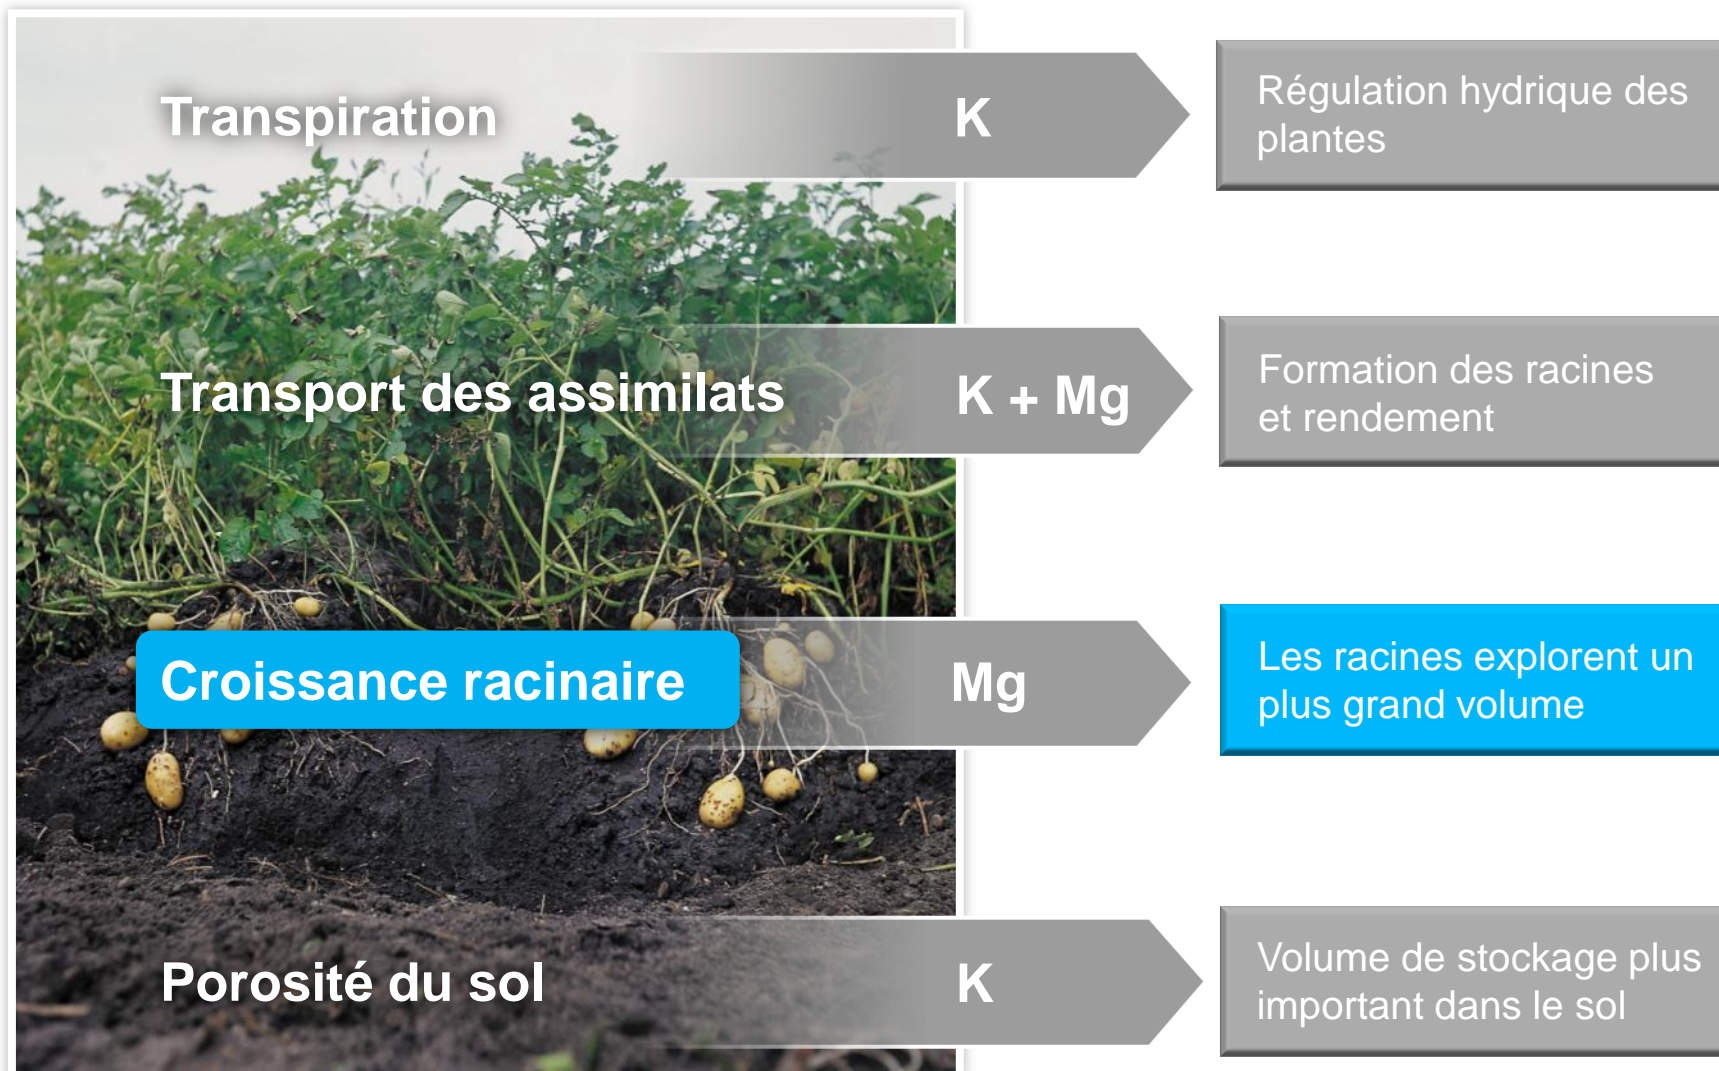 Transpiration
K
Régulation hydrique des
plantes
Transport des assimilats
K + Mg
Formation des racines
et rendement
Croissance racinaire
Mg
Les racines explorent un
plus grand volume
Porosité du sol
K
Volume de stockage plus
important dans le sol